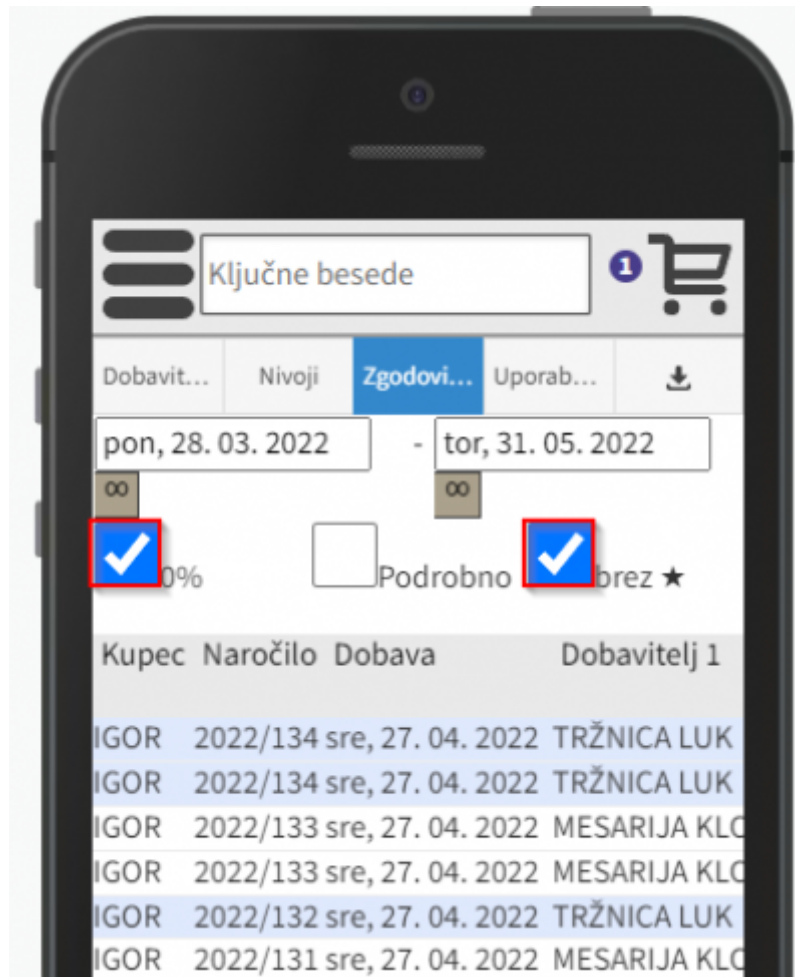 Ključne besede 1
Dobavit... Nivoji Zgodovi... Uporab...
pon, 28. 03. 2022 - tor, 31. 05. 2022
∞ ∞
0% Podrobno brez ★
Kupec Naročilo Dobava Dobavitelj 1
IGOR 2022/134 sre, 27. 04. 2022 TRŽNICA LUK
IGOR 2022/134 sre, 27. 04. 2022 TRŽNICA LUK
IGOR 2022/133 sre, 27. 04. 2022 MESARIJA KLO
IGOR 2022/133 sre, 27. 04. 2022 MESARIJA KLO
IGOR 2022/132 sre, 27. 04. 2022 TRŽNICA LUK
IGOR 2022/131 sre, 27. 04. 2022 MESARIJA KLO